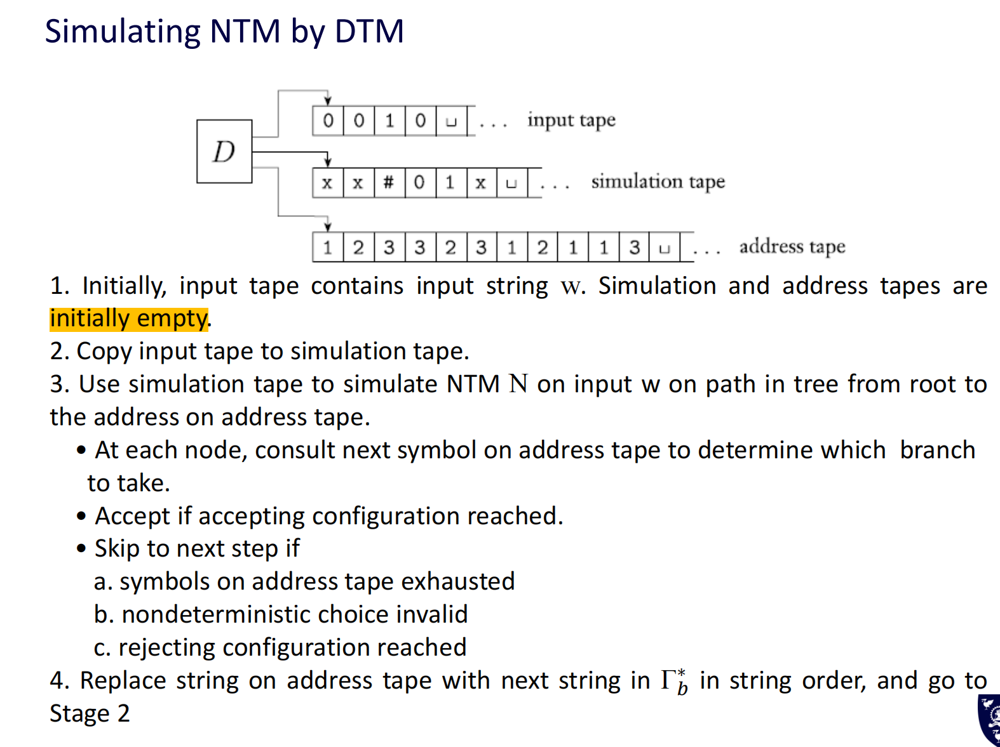 Simulating NTM by DTM
0 0 1 0 ␣ ... input tape
D
x x # 0 1 x ␣ ... simulation tape
1 2 3 3 2 3 1 2 1 1 3 ␣ ... address tape
1. Initially, input tape contains input string w. Simulation and address tapes are
initially empty.
2. Copy input tape to simulation tape.
3. Use simulation tape to simulate NTM N on input w on path in tree from root to
the address on address tape.
• At each node, consult next symbol on address tape to determine which branch
to take.
• Accept if accepting configuration reached.
• Skip to next step if
a. symbols on address tape exhausted
b. nondeterministic choice invalid
c. rejecting configuration reached
4. Replace string on address tape with next string in Γ*b in string order, and go to
Stage 2